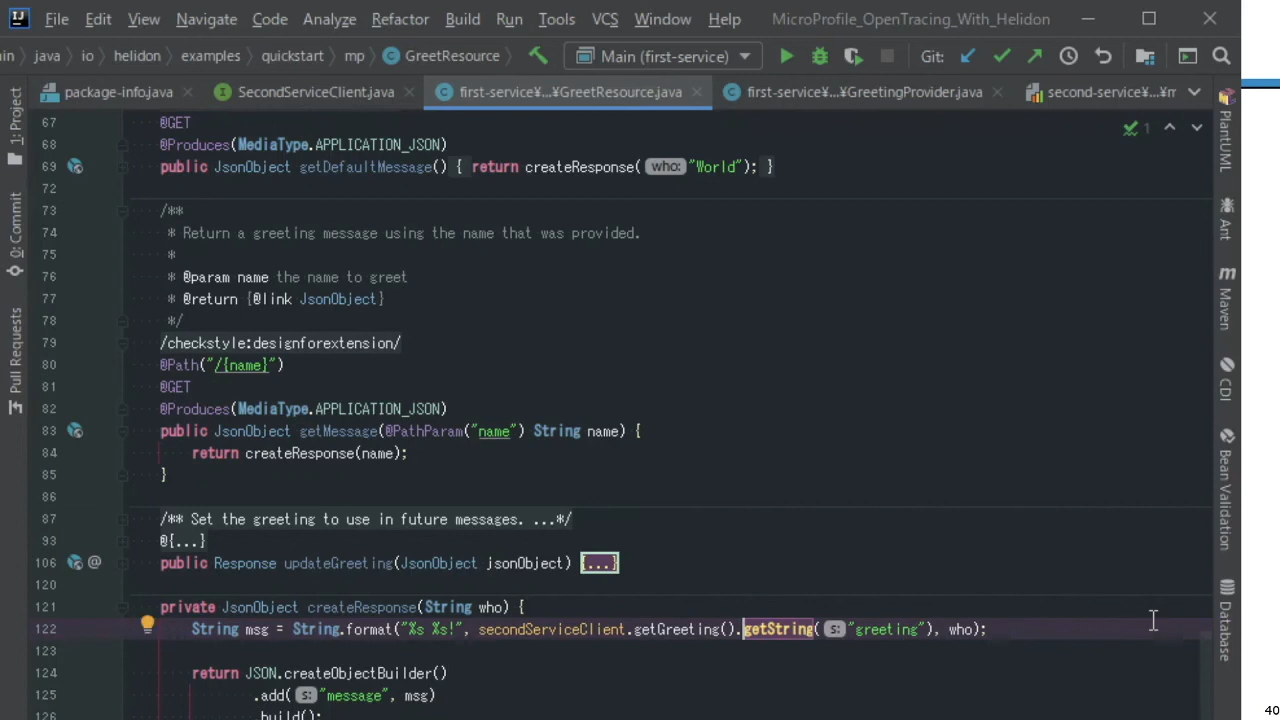 File Edit View Navigate Code Analyze Refactor Build Run Tools VCS Window Help MicroProfile_OpenTracing_With_Helidon
in java io helidon examples quickstart mp GreetResource Main (first-service) Git:
package-info.java SecondServiceClient.java first-service¥...¥GreetResource.java first-service¥...¥GreetingProvider.java second-service¥...¥m
1: Project
0: Commit
Pull Requests
67 @GET
68 @Produces(MediaType.APPLICATION_JSON)
69 public JsonObject getDefaultMessage() { return createResponse( who: "World"); }
72
73 /**
74 * Return a greeting message using the name that was provided.
75 *
76 * @param name the name to greet
77 * @return {@link JsonObject}
78 */
79 /checkstyle:designforextension/
80 @Path("/{name}")
81 @GET
82 @Produces(MediaType.APPLICATION_JSON)
83 public JsonObject getMessage(@PathParam("name") String name) {
84 return createResponse(name);
85 }
86
87 /** Set the greeting to use in future messages. ...*/
93 @{...}
106 @ public Response updateGreeting(JsonObject jsonObject) {...}
120
121 private JsonObject createResponse(String who) {
122 String msg = String.format("%s %s!", secondServiceClient.getGreeting().getString( s: "greeting"), who);
123
124 return JSON.createObjectBuilder()
125 .add( s: "message", msg)
126 .build();
1
PlantUML
Ant
m Maven
CDI
Bean Validation
Database
40